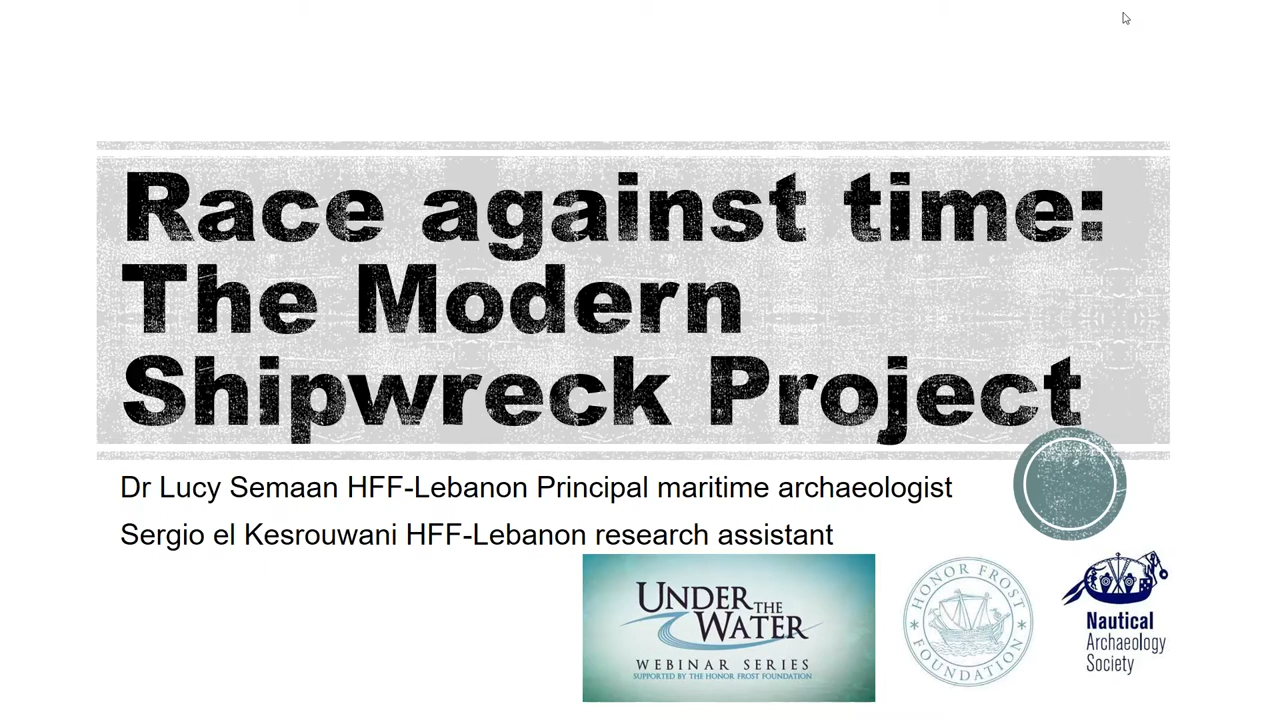 Race against time:
The Modern
Shipwreck Project
Dr Lucy Semaan HFF-Lebanon Principal maritime archaeologist
Sergio el Kesrouwani HFF-Lebanon research assistant
UNDER THE
WATER
WEBINAR SERIES
SUPPORTED BY THE HONOR FROST FOUNDATION
HONOR FROST
FOUNDATION
Nautical
Archaeology
Society